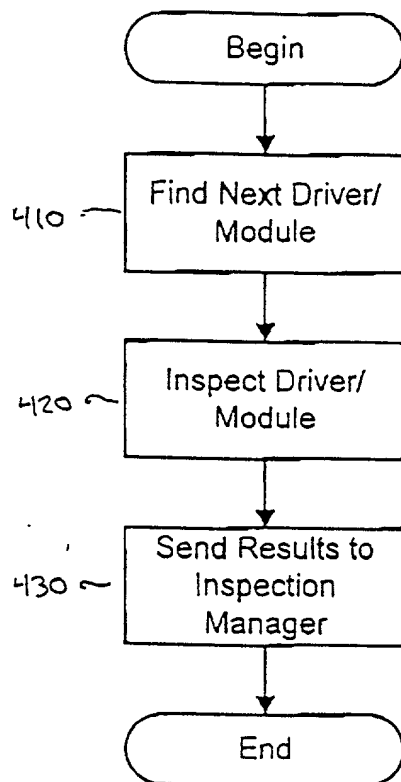 Begin
410
Find Next Driver/
Module
420
Inspect Driver/
Module
430
Send Results to
Inspection
Manager
End